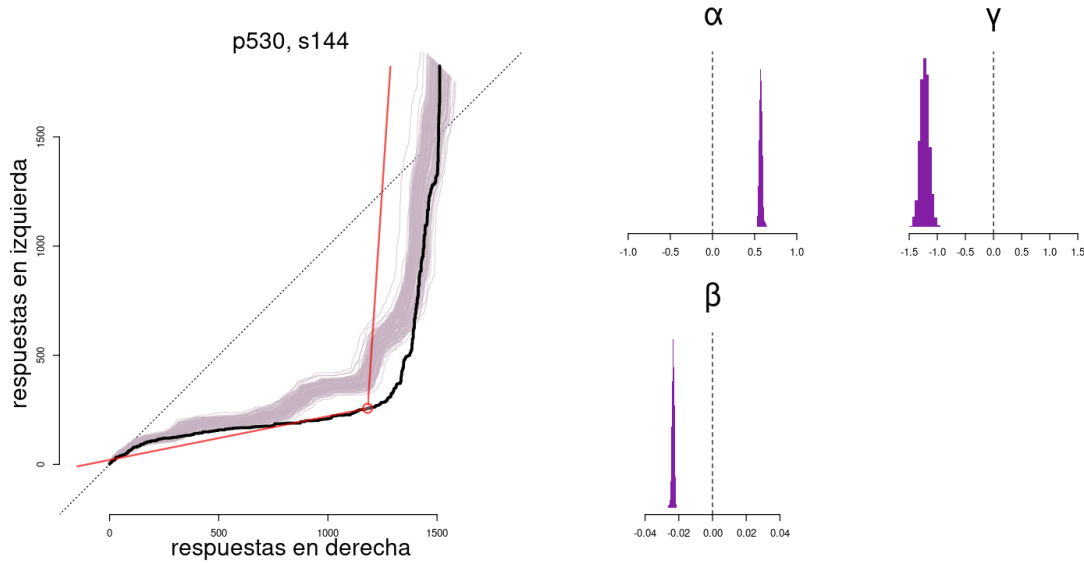 p530, s144
respuestas en izquierda
0
500
1000
1500
0
500
1000
1500
respuestas en derecha
α
-1.0 -0.5 0.0 0.5 1.0
γ
-1.5 -1.0 -0.5 0.0 0.5 1.0 1.5
β
-0.04 -0.02 0.00 0.02 0.04